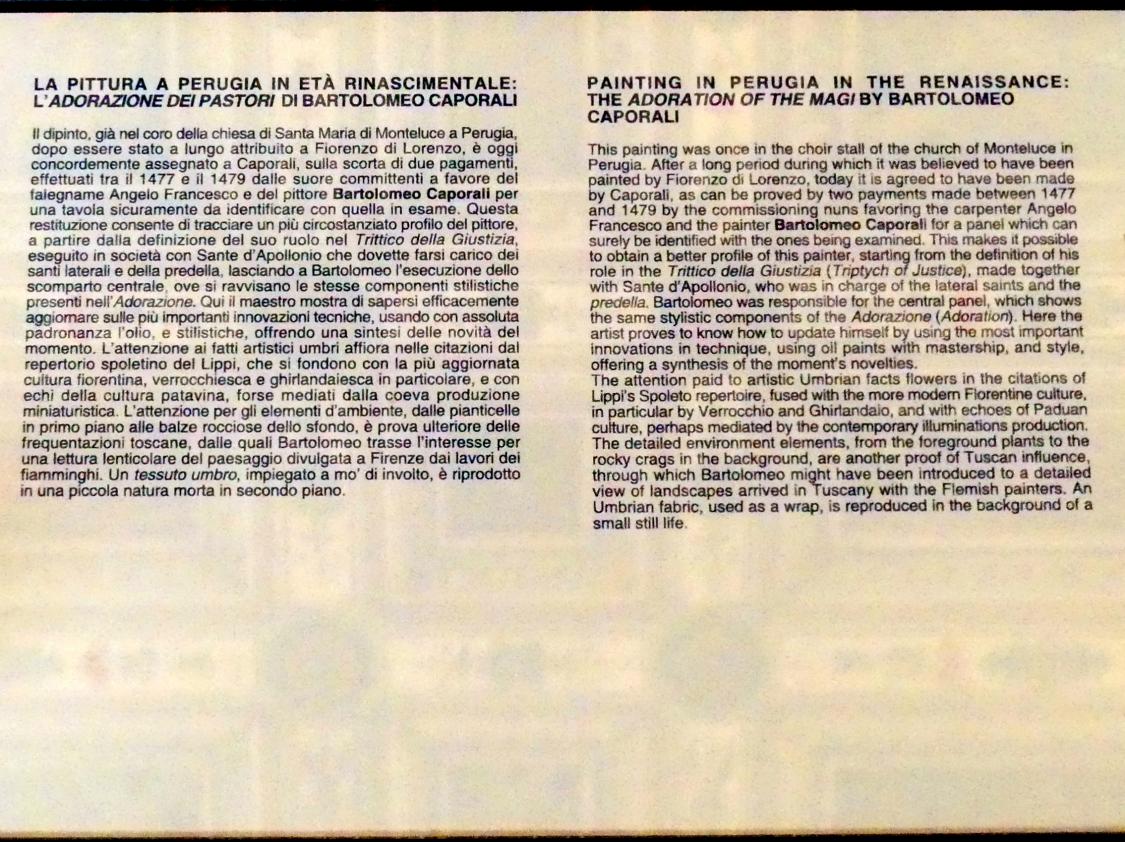 LA PITTURA A PERUGIA IN ETÀ RINASCIMENTALE:
L'ADORAZIONE DEI PASTORI DI BARTOLOMEO CAPORALI
Il dipinto, già nel coro della chiesa di Santa Maria di Monteluce a Perugia,
dopo essere stato a lungo attribuito a Fiorenzo di Lorenzo, è oggi
concordemente assegnato a Caporali, sulla scorta di due pagamenti,
effettuati tra il 1477 e il 1479 dalle suore committenti a favore del
falegname Angelo Francesco e del pittore Bartolomeo Caporali per
una tavola sicuramente da identificare con quella in esame. Questa
restituzione consente di tracciare un più circostanziato profilo del pittore,
a partire dalla definizione del suo ruolo nel Trittico della Giustizia,
eseguito in società con Sante d'Apollonio che dovette farsi carico dei
santi laterali e della predella, lasciando a Bartolomeo l'esecuzione dello
scomparto centrale, ove si ravvisano le stesse componenti stilistiche
presenti nell'Adorazione. Qui il maestro mostra di sapersi efficacemente
aggiornare sulle più importanti innovazioni tecniche, usando con assoluta
padronanza l'olio, e stilistiche, offrendo una sintesi delle novità del
momento. L'attenzione ai fatti artistici umbri affiora nelle citazioni dal
repertorio spoletino del Lippi, che si fondono con la più aggiornata
cultura fiorentina, verrocchiesca e ghirlandaiesca in particolare, e con
echi della cultura patavina, forse mediati dalla coeva produzione
miniaturistica. L'attenzione per gli elementi d'ambiente, dalle pianticelle
in primo piano alle balze rocciose dello sfondo, è prova ulteriore delle
frequentazioni toscane, dalle quali Bartolomeo trasse l'interesse per
una lettura lenticolare del paesaggio divulgata a Firenze dai lavori dei
fiamminghi. Un tessuto umbro, impiegato a mo' di involto, è riprodotto
in una piccola natura morta in secondo piano.
PAINTING IN PERUGIA IN THE RENAISSANCE:
THE ADORATION OF THE MAGI BY BARTOLOMEO
CAPORALI
This painting was once in the choir stall of the church of Monteluce in
Perugia. After a long period during which it was believed to have been
painted by Fiorenzo di Lorenzo, today it is agreed to have been made
by Caporali, as can be proved by two payments made between 1477
and 1479 by the commissioning nuns favoring the carpenter Angelo
Francesco and the painter Bartolomeo Caporali for a panel which can
surely be identified with the ones being examined. This makes it possible
to obtain a better profile of this painter, starting from the definition of his
role in the Trittico della Giustizia (Triptych of Justice), made together
with Sante d'Apollonio, who was in charge of the lateral saints and the
predella. Bartolomeo was responsible for the central panel, which shows
the same stylistic components of the Adorazione (Adoration). Here the
artist proves to know how to update himself by using the most important
innovations in technique, using oil paints with mastership, and style,
offering a synthesis of the moment's novelties.
The attention paid to artistic Umbrian facts flowers in the citations of
Lippi's Spoleto repertoire, fused with the more modern Florentine culture,
in particular by Verrocchio and Ghirlandaio, and with echoes of Paduan
culture, perhaps mediated by the contemporary illuminations production.
The detailed environment elements, from the foreground plants to the
rocky crags in the background, are another proof of Tuscan influence,
through which Bartolomeo might have been introduced to a detailed
view of landscapes arrived in Tuscany with the Flemish painters. An
Umbrian fabric, used as a wrap, is reproduced in the background of a
small still life.